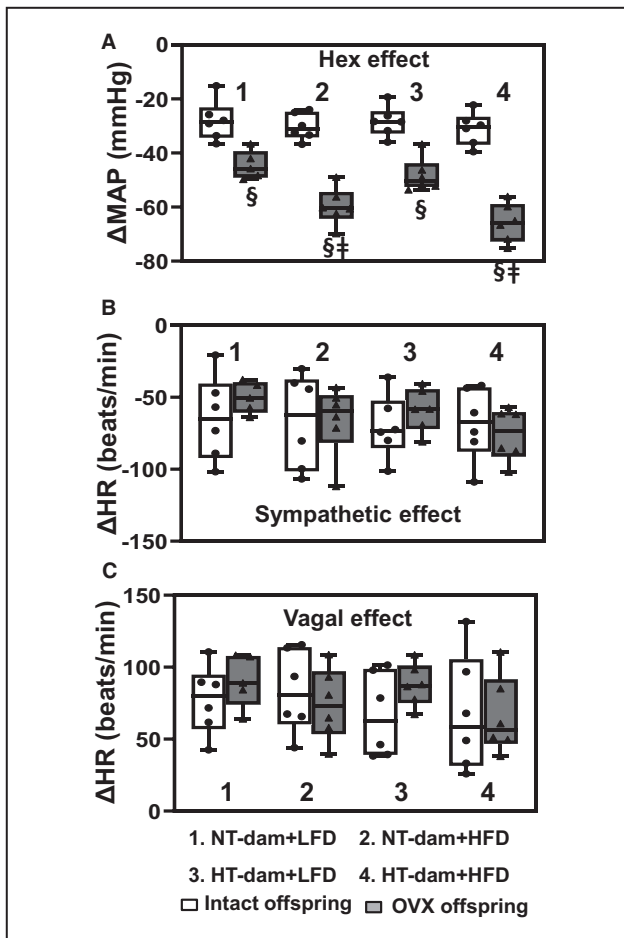 A
Hex effect
ΔMAP (mmHg)
0
-20
-40
-60
-80
1 2 3 4
§ §‡ § §‡
B
ΔHR (beats/min)
0
-50
-100
-150
1 2 3 4
Sympathetic effect
C
ΔHR (beats/min)
150
100
50
0
Vagal effect
1 2 3 4
1. NT-dam+LFD 2. NT-dam+HFD
3. HT-dam+LFD 4. HT-dam+HFD
Intact offspring OVX offspring